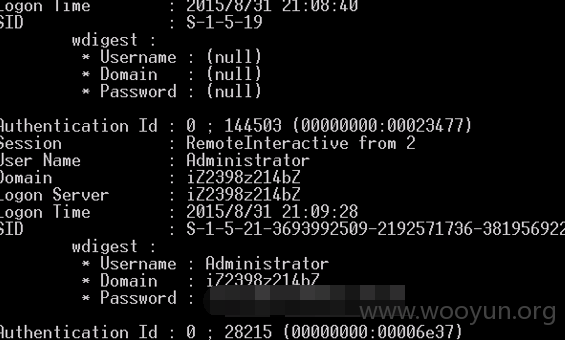 Logon Time : 2015/8/31 21:08:40
SID : S-1-5-19
wdigest :
* Username : (null)
* Domain : (null)
* Password : (null)
Authentication Id : 0 ; 144503 (00000000:00023477)
Session : RemoteInteractive from 2
User Name : Administrator
Domain : iZ2398z214bZ
Logon Server : iZ2398z214bZ
Logon Time : 2015/8/31 21:09:28
SID : S-1-5-21-3693992509-2192571736-381956922
wdigest :
* Username : Administrator
* Domain : iZ2398z214bZ
* Password :
www.wooyun.org
Authentication Id : 0 ; 28215 (00000000:00006e37)